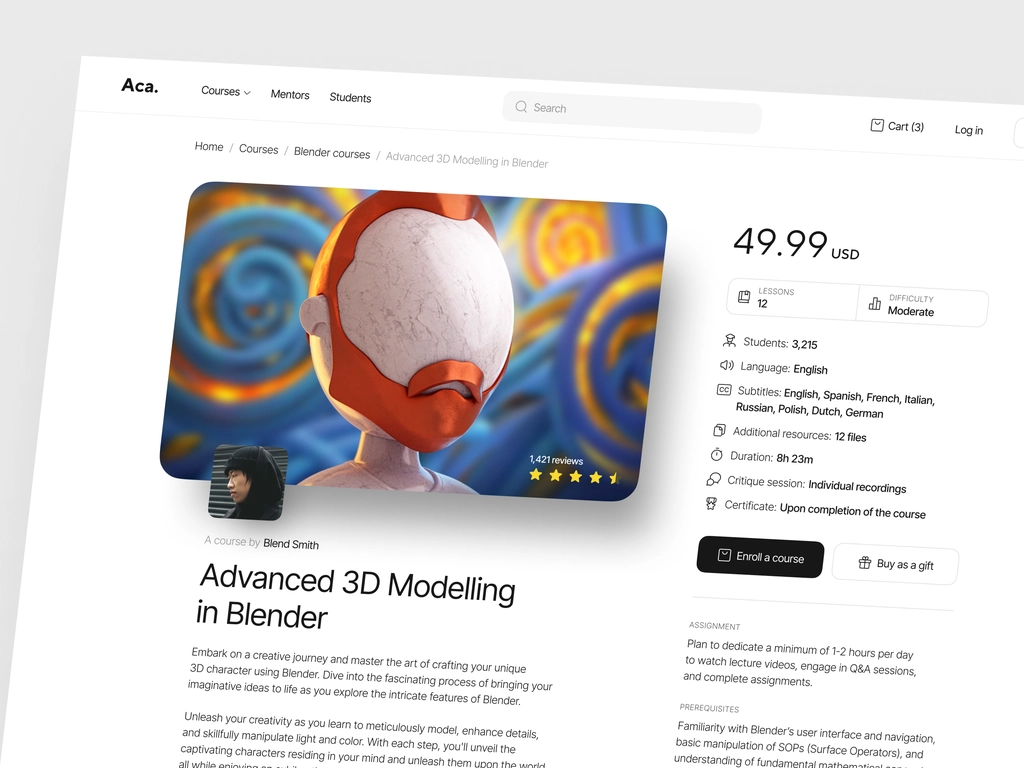 Aca.
Courses
Mentors
Students
Search
Cart (3)
Log in
Home / Courses / Blender courses / Advanced 3D Modelling in Blender
1,421 reviews
A course by Blend Smith
Advanced 3D Modelling
in Blender
Embark on a creative journey and master the art of crafting your unique
3D character using Blender. Dive into the fascinating process of bringing your
imaginative ideas to life as you explore the intricate features of Blender.
Unleash your creativity as you learn to meticulously model, enhance details,
and skillfully manipulate light and color. With each step, you'll unveil the
captivating characters residing in your mind and unleash them upon the world,
all while enjoying an
49.99 USD
LESSONS
12
DIFFICULTY
Moderate
Students: 3,215
Language: English
CC
Subtitles: English, Spanish, French, Italian,
Russian, Polish, Dutch, German
Additional resources: 12 files
Duration: 8h 23m
Critique session: Individual recordings
Certificate: Upon completion of the course
Enroll a course
Buy as a gift
ASSIGNMENT
Plan to dedicate a minimum of 1-2 hours per day
to watch lecture videos, engage in Q&A sessions,
and complete assignments.
PREREQUISITES
Familiarity with Blender's user interface and navigation,
basic manipulation of SOPs (Surface Operators), and
understanding of fundamental mathematical